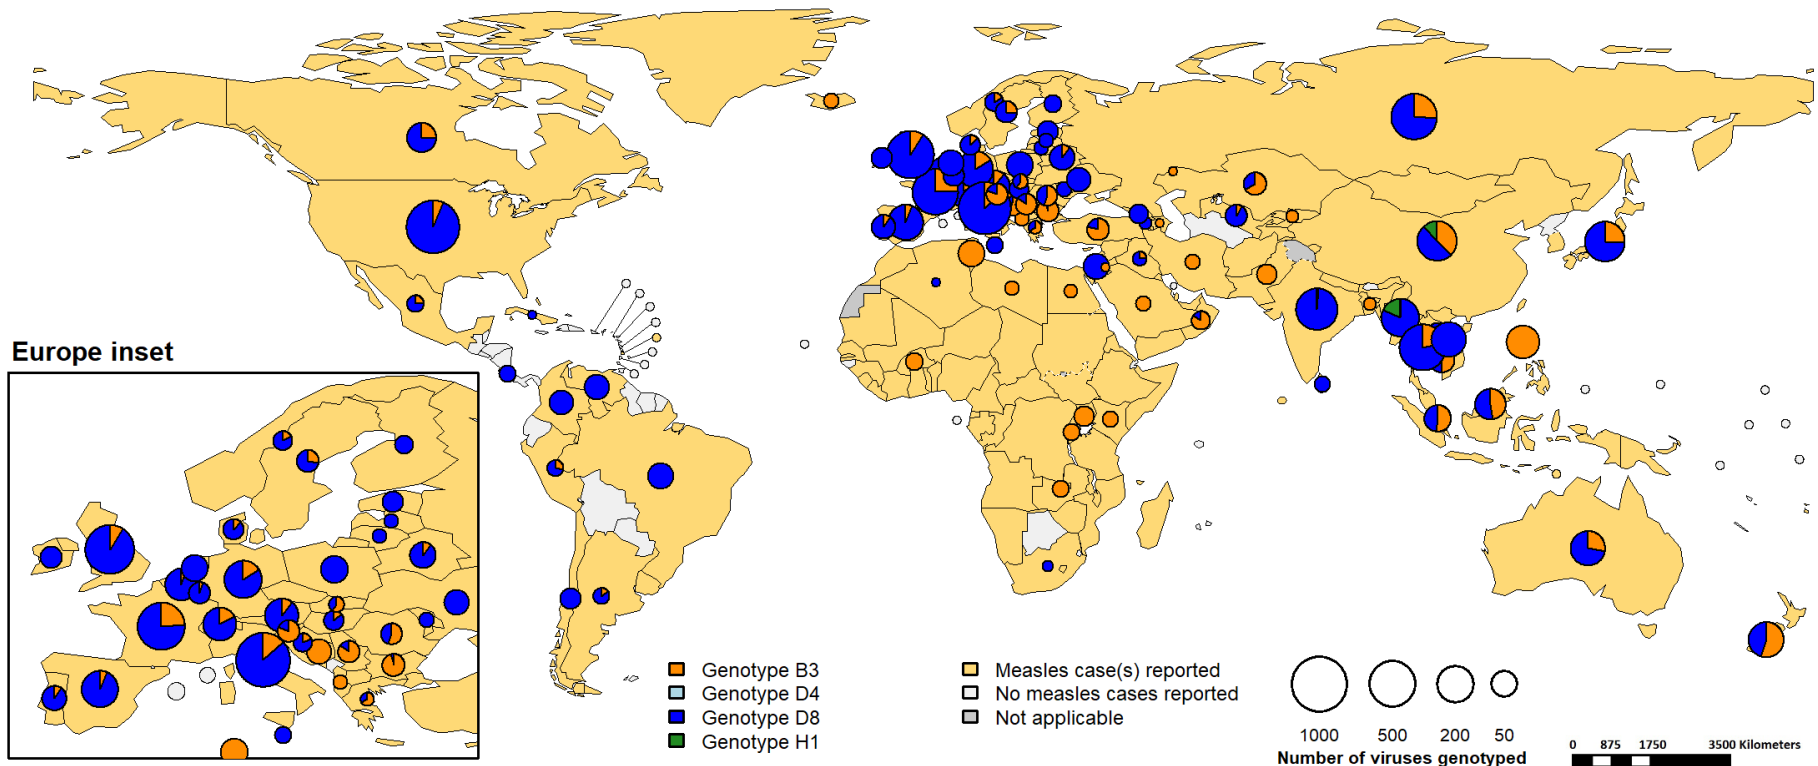 Europe inset
Genotype B3
Genotype D4
Genotype D8
Genotype H1
Measles case(s) reported
No measles cases reported
Not applicable
1000 500 200 50
Number of viruses genotyped
0 875 1750 3500 Kilometers